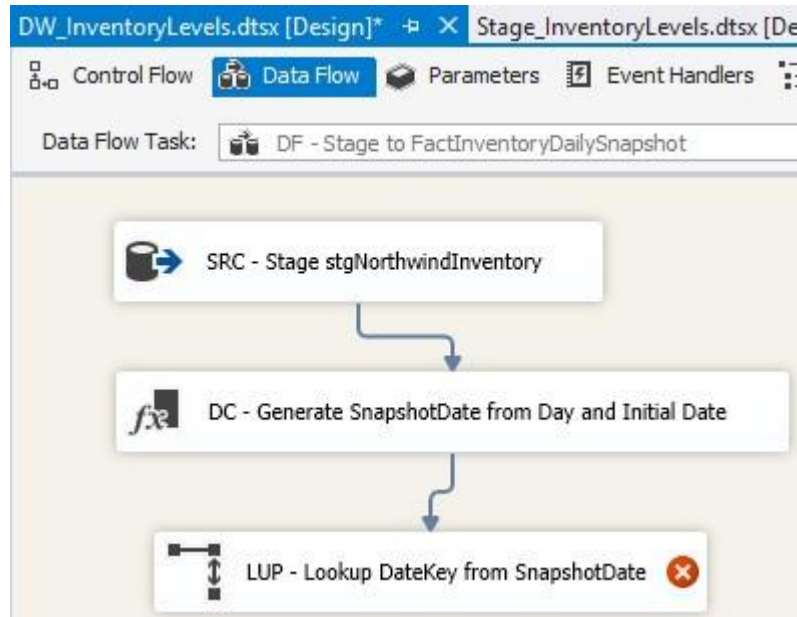 DW_InventoryLevels.dtsx [Design]* Stage_InventoryLevels.dtsx [De
Control Flow Data Flow Parameters Event Handlers
Data Flow Task: DF - Stage to FactInventoryDailySnapshot
SRC - Stage stgNorthwindInventory
fx DC - Generate SnapshotDate from Day and Initial Date
LUP - Lookup DateKey from SnapshotDate